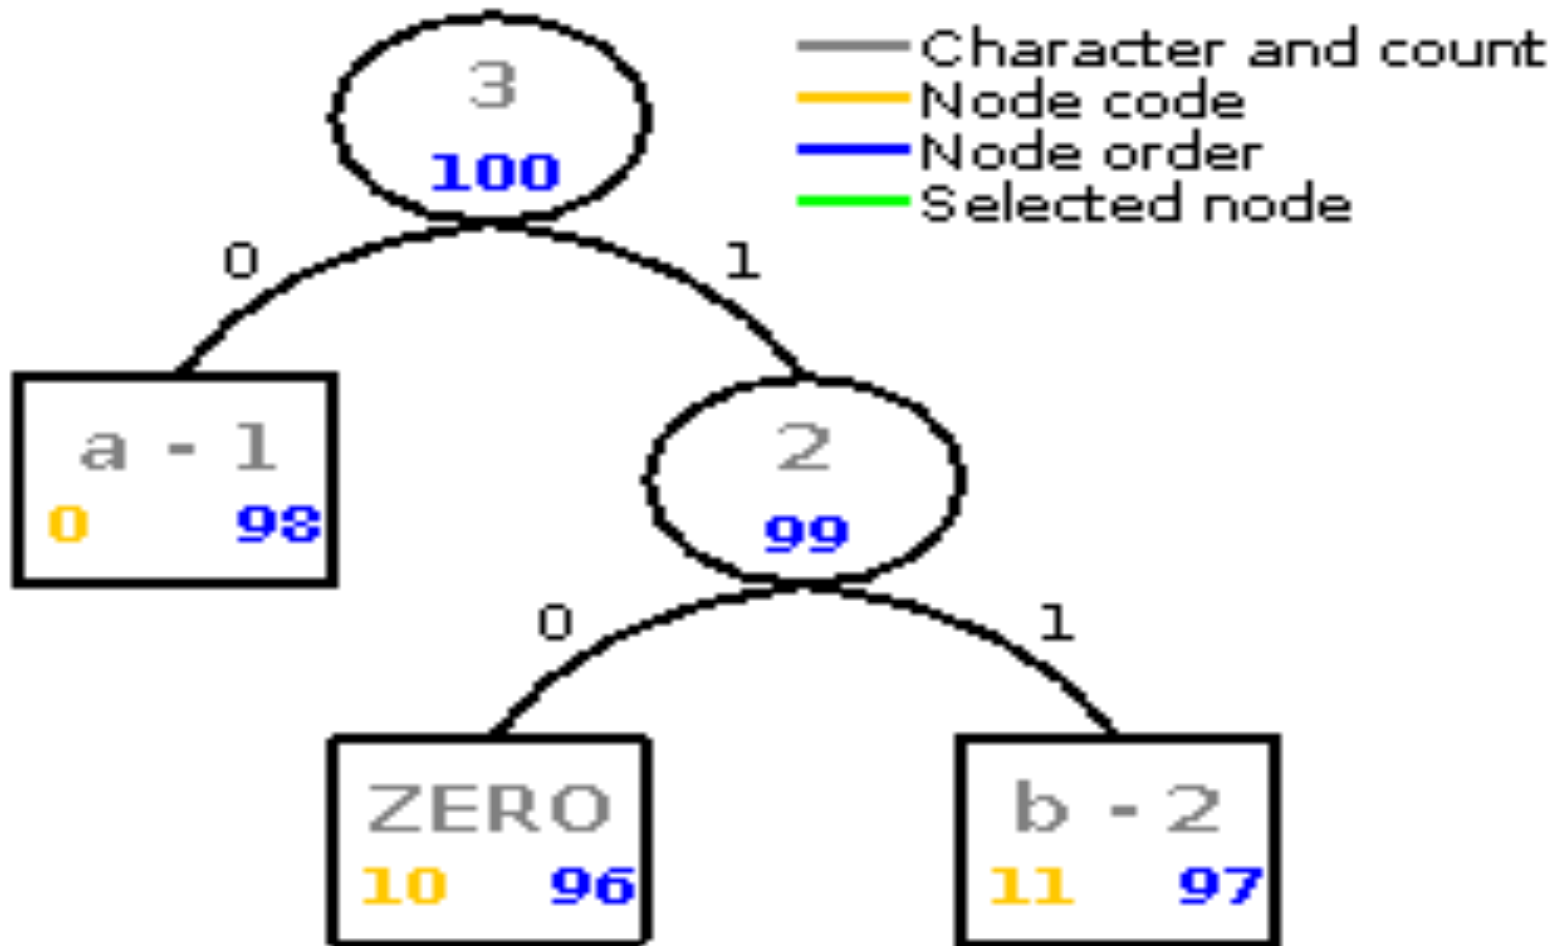 3
100
Character and count
Node code
Node order
Selected node
0 1
a - 1
0 98
2
99
0 1
ZERO
10 96
b - 2
11 97